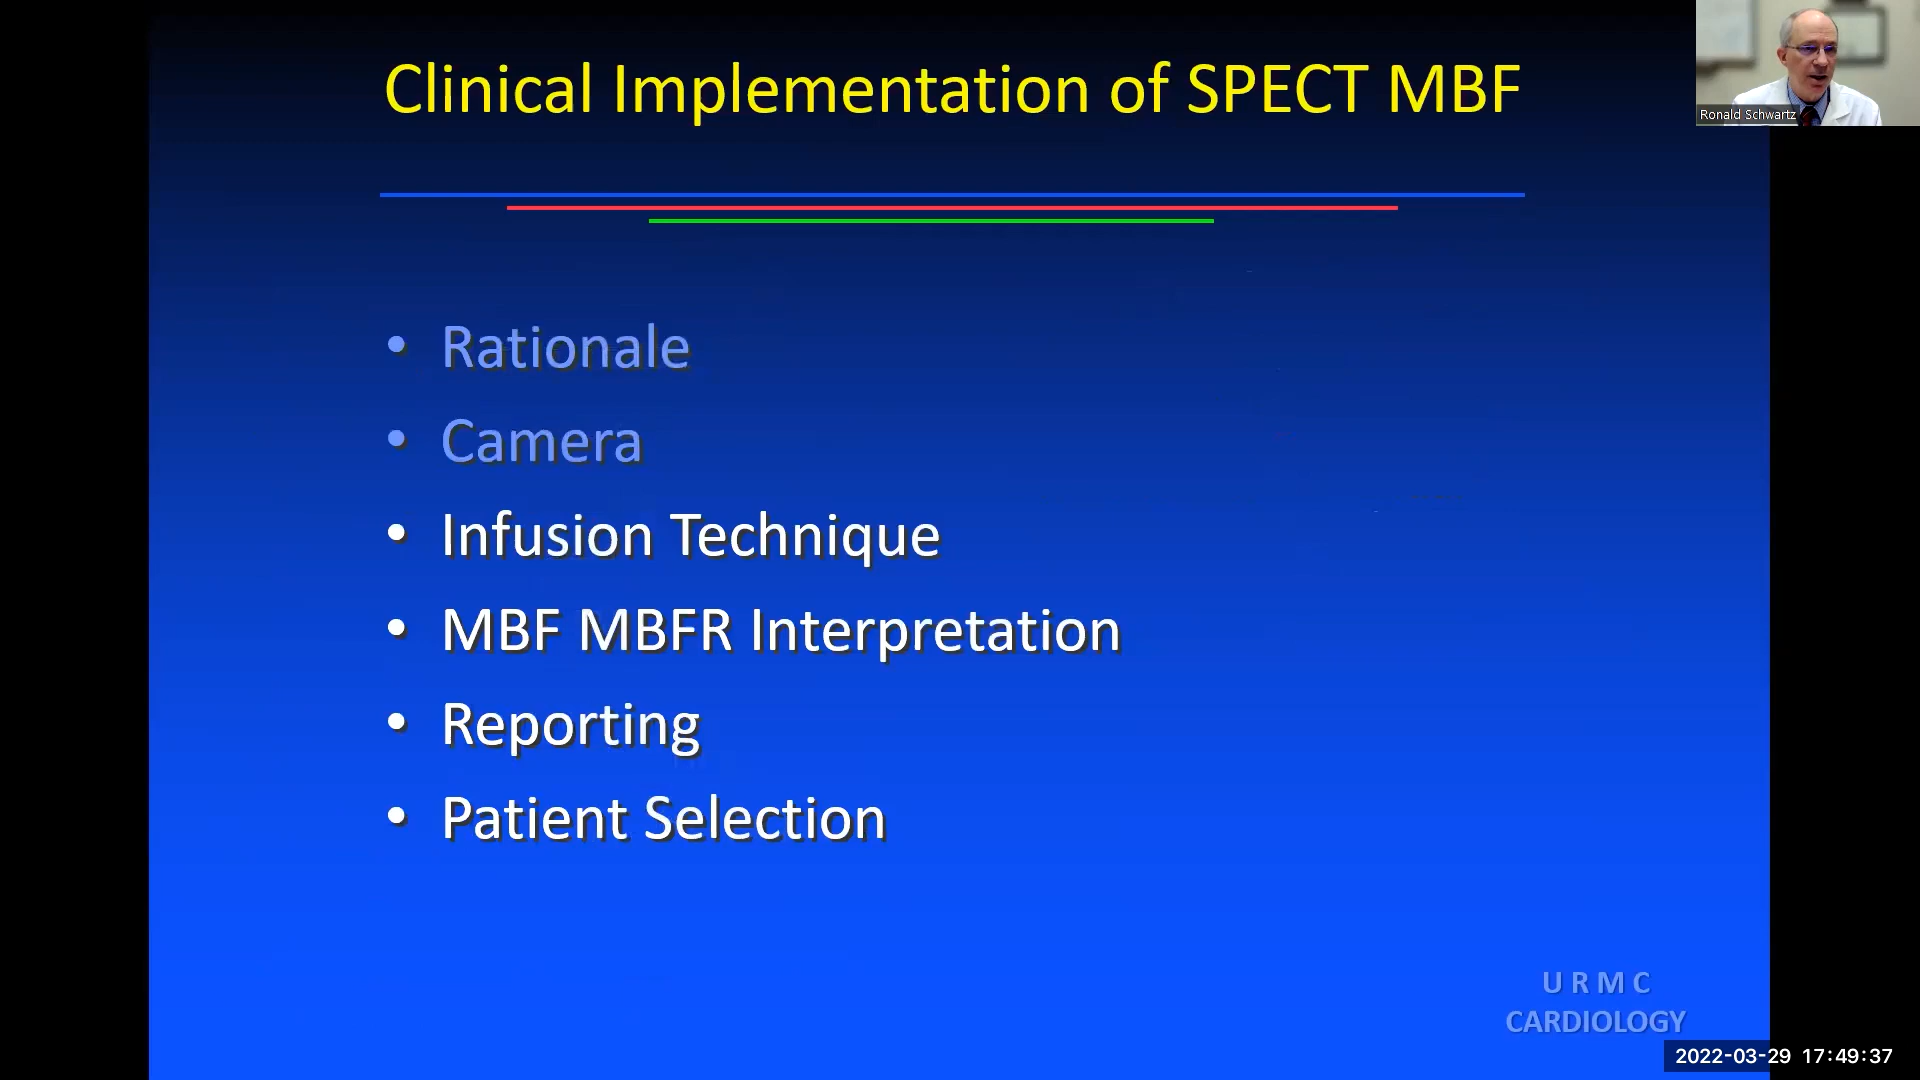 Clinical Implementation of SPECT MBF
Ronald Schwartz
• Rationale
• Camera
• Infusion Technique
• MBF MBFR Interpretation
• Reporting
• Patient Selection
U R M C
CARDIOLOGY
2022-03-29 17:49:37